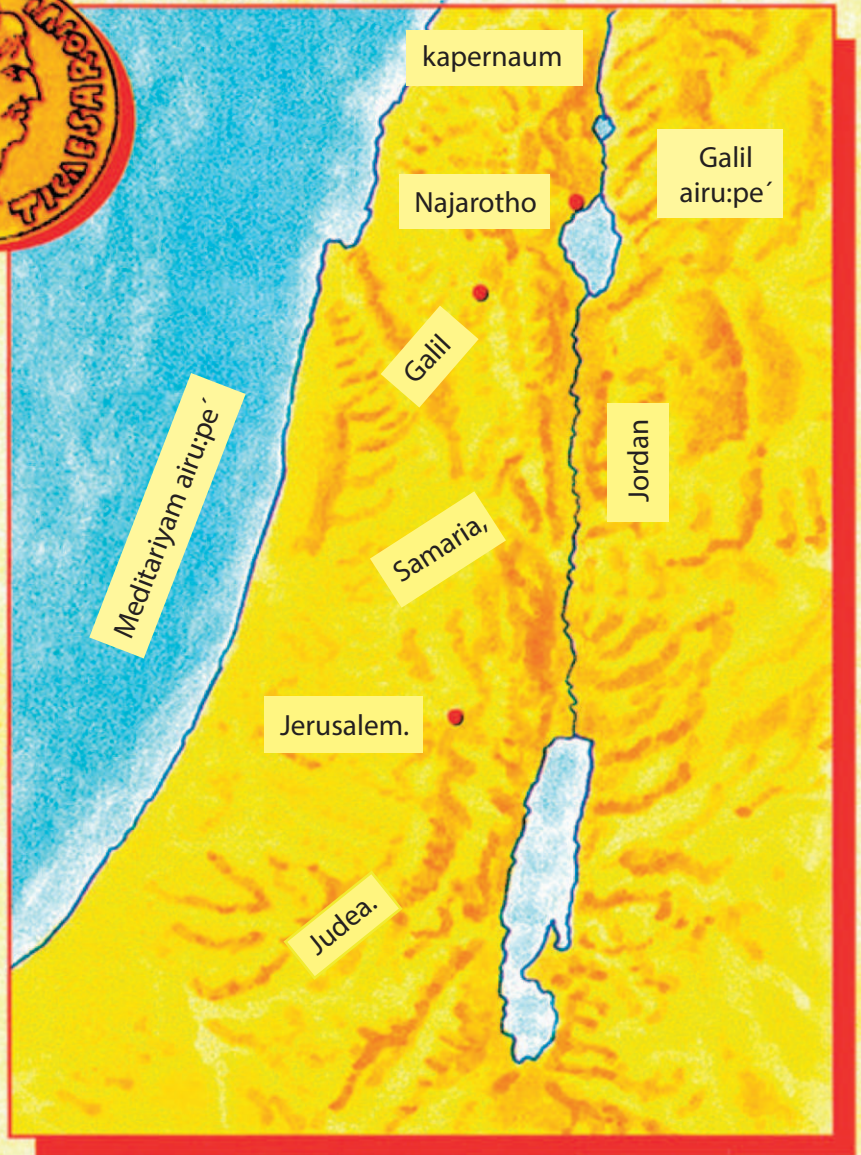 kapernaum
Galil
airu:pe´
Najarotho
Galil
Meditariyam airu:pe´
Jordan
Samaria,
Jerusalem.
Judea.